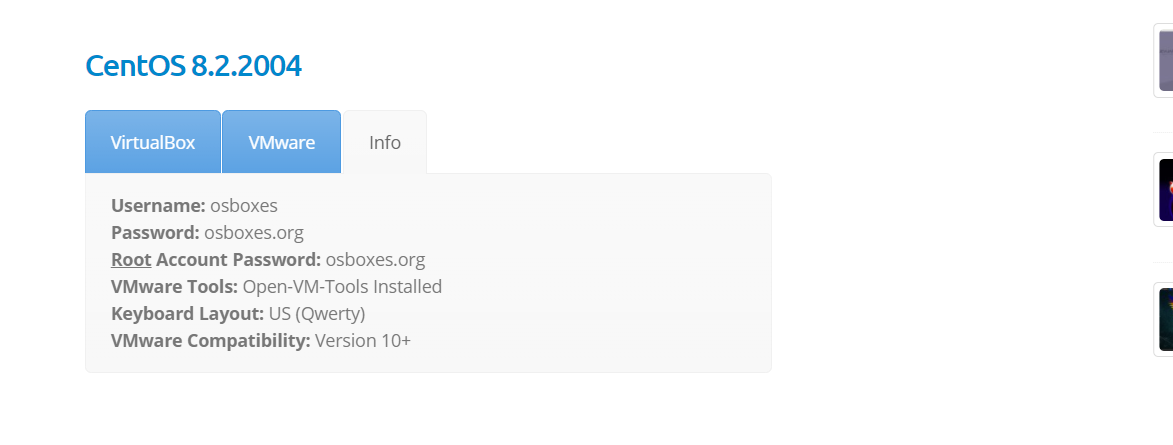 CentOS 8.2.2004
VirtualBox VMware Info
Username: osboxes
Password: osboxes.org
Root Account Password: osboxes.org
VMware Tools: Open-VM-Tools Installed
Keyboard Layout: US (Qwerty)
VMware Compatibility: Version 10+